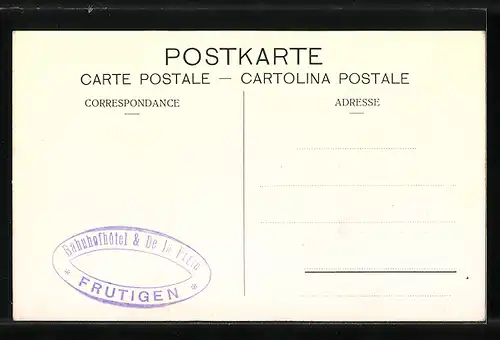 POSTKARTE
CARTE POSTALE — CARTOLINA POSTALE
CORRESPONDANCE
ADRESSE
Bahnhofhôtel & De la
* FRUTIGEN *